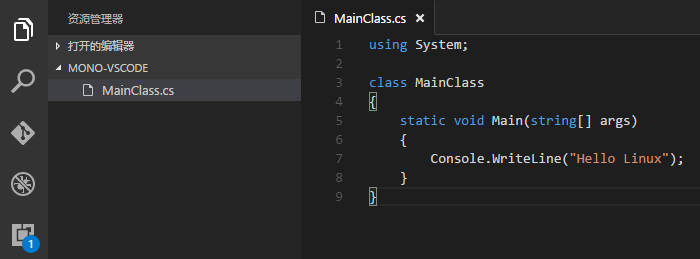 资源管理器
打开的编辑器
MONO-VSCODE
MainClass.cs
1
MainClass.cs ×
1 using System;
2
3 class MainClass
4 {
5     static void Main(string[] args)
6     {
7         Console.WriteLine("Hello Linux");
8     }
9 }